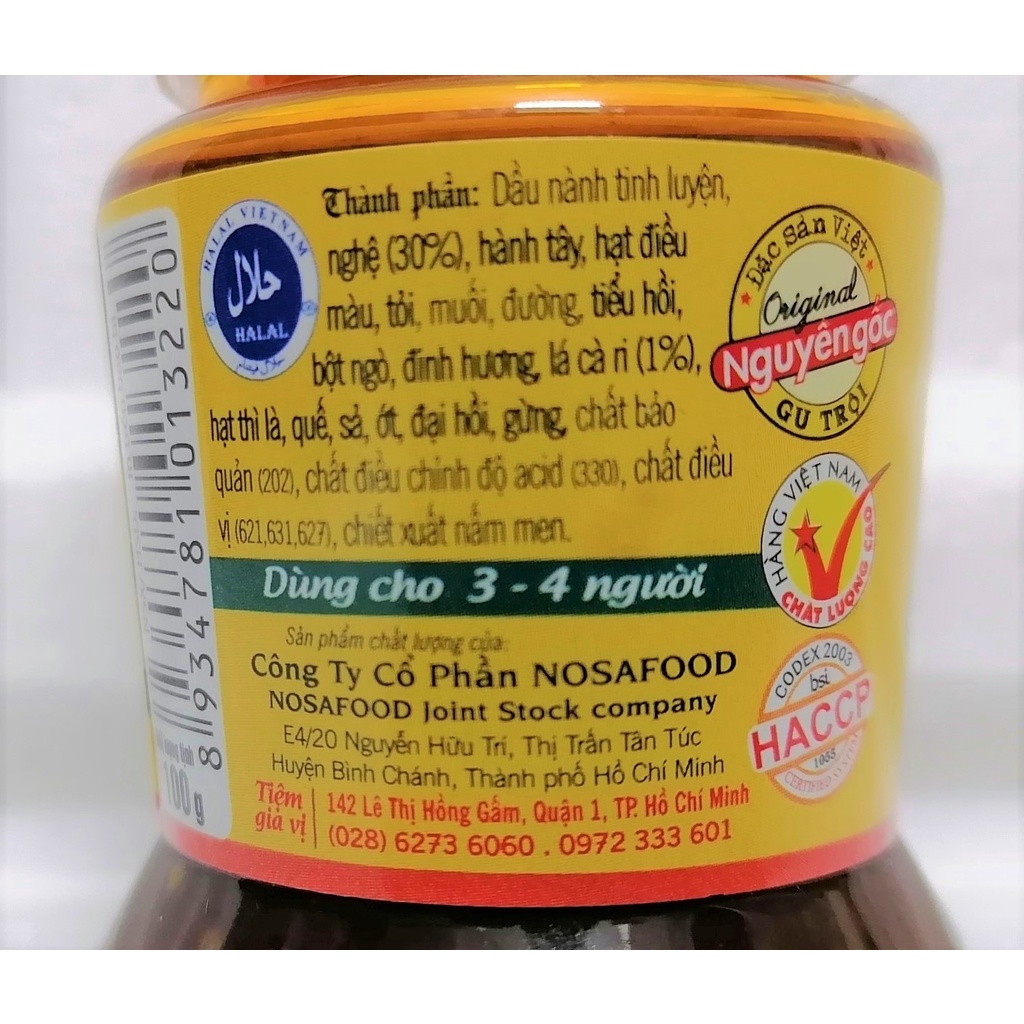 Thành phần: Dầu nành tinh luyện,
nghệ (30%), hành tây, hạt điều
màu, tỏi, muối, đường, tiểu hồi,
bột ngò, đinh hương, lá cà ri (1%),
hạt thì là, quế, sả, ớt, đại hồi, gừng, chất bảo
quản (202), chất điều chỉnh độ acid (330), chất điều
vị (621,631,627), chiết xuất nấm men.
Dùng cho 3 - 4 người
Sản phẩm chất lượng của:
Công Ty Cổ Phần NOSAFOOD
NOSAFOOD Joint Stock company
E4/20 Nguyễn Hữu Trí, Thị Trấn Tân Túc
Huyện Bình Chánh, Thành phố Hồ Chí Minh
Tiệm
gia vị
142 Lê Thị Hồng Gấm, Quận 1, TP. Hồ Chí Minh
(028) 6273 6060 . 0972 333 601
HALAL VIETNAM
حلال
HALAL
8 934781 013220
100g
Đặc Sản Việt
Original
Nguyên gốc
GU TRỘI
HÀNG VIỆT NAM
CHẤT LƯỢNG CAO
CODEX 2003
bsi
HACCP